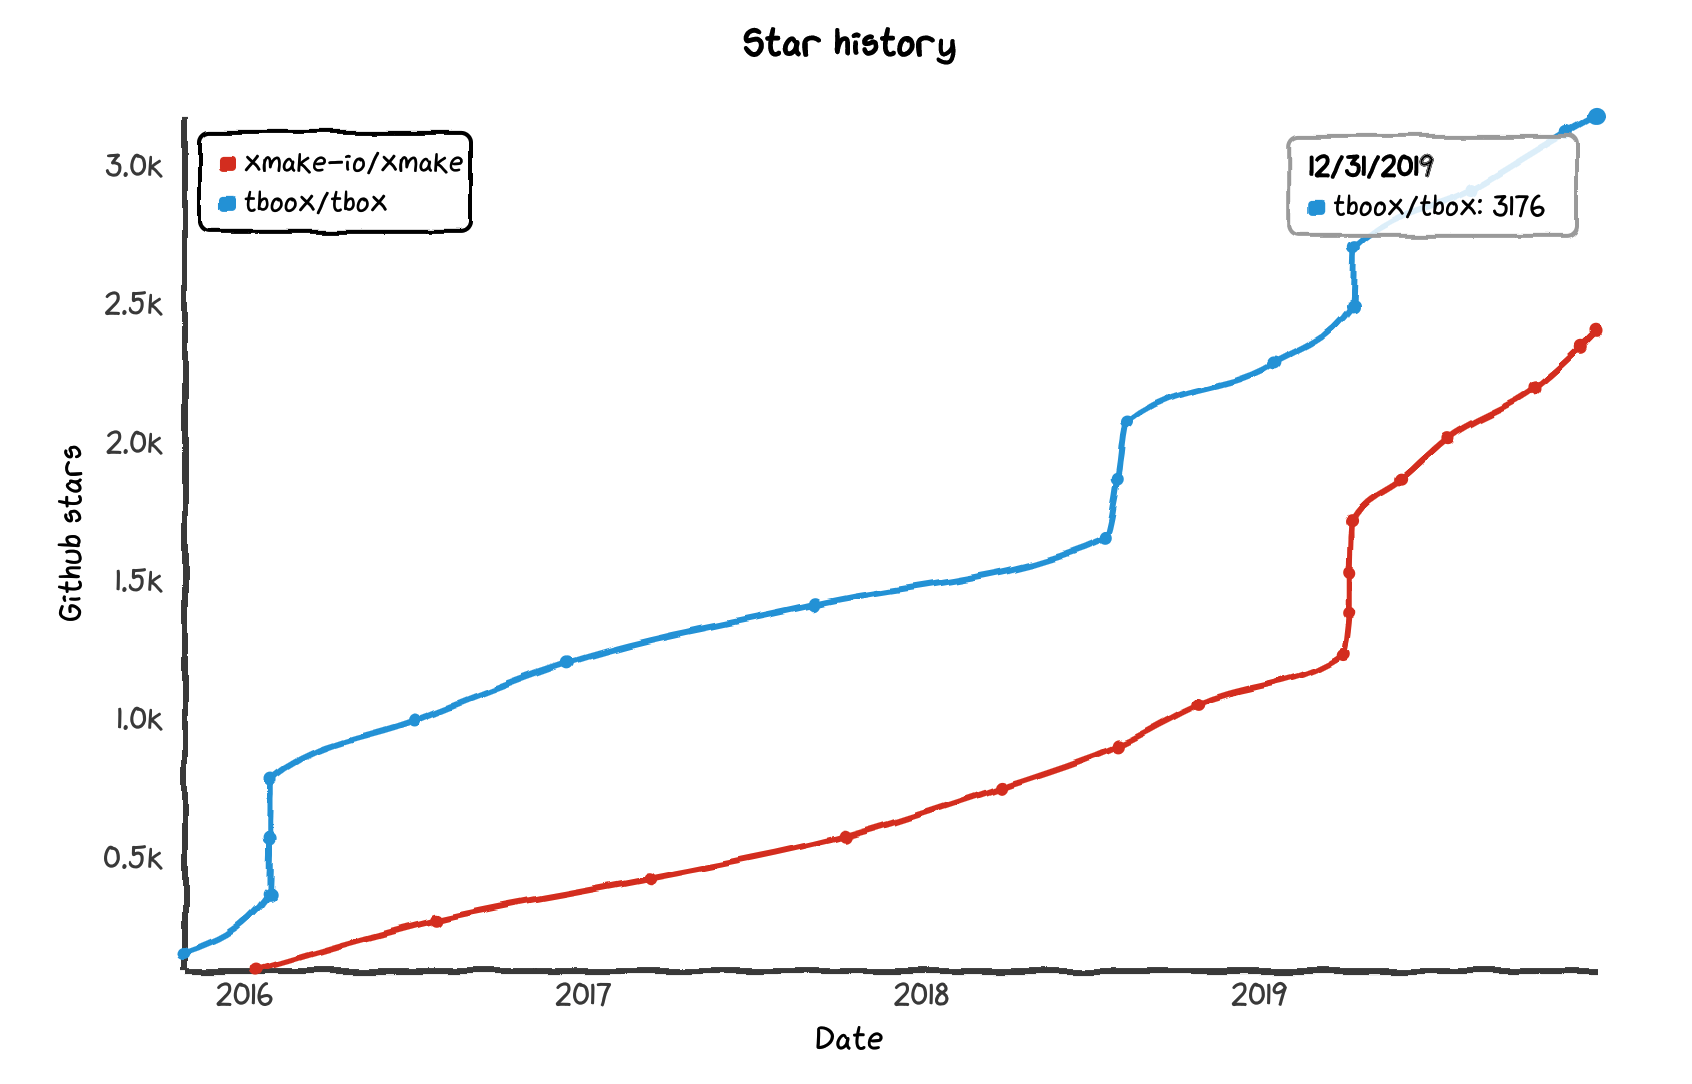 Star history
xmake-io/xmake
tboox/tbox
12/31/2019
tboox/tbox: 3176
3.0k
2.5k
2.0k
1.5k
1.0k
0.5k
Github stars
2016 2017 2018 2019
Date